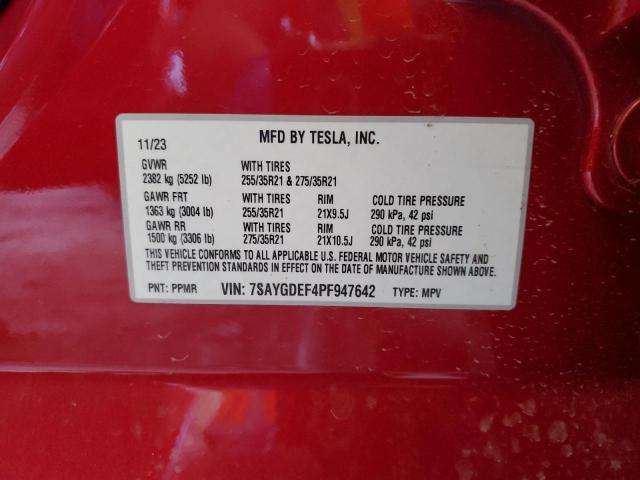 11/23 MFD BY TESLA, INC.
GVWR WITH TIRES
2382 kg (5252 lb) 255/35R21 & 275/35R21
GAWR FRT WITH TIRES RIM COLD TIRE PRESSURE
1363 kg (3004 lb) 255/35R21 21X9.5J 290 kPa, 42 psi
GAWR RR WITH TIRES RIM COLD TIRE PRESSURE
1500 kg (3306 lb) 275/35R21 21X10.5J 290 kPa, 42 psi
THIS VEHICLE CONFORMS TO ALL APPLICABLE U.S. FEDERAL MOTOR VEHICLE SAFETY AND
THEFT PREVENTION STANDARDS IN EFFECT ON THE DATE OF MANUFACTURE SHOWN ABOVE.
PNT: PPMR VIN: 7SAYGDEF4PF947642 TYPE: MPV